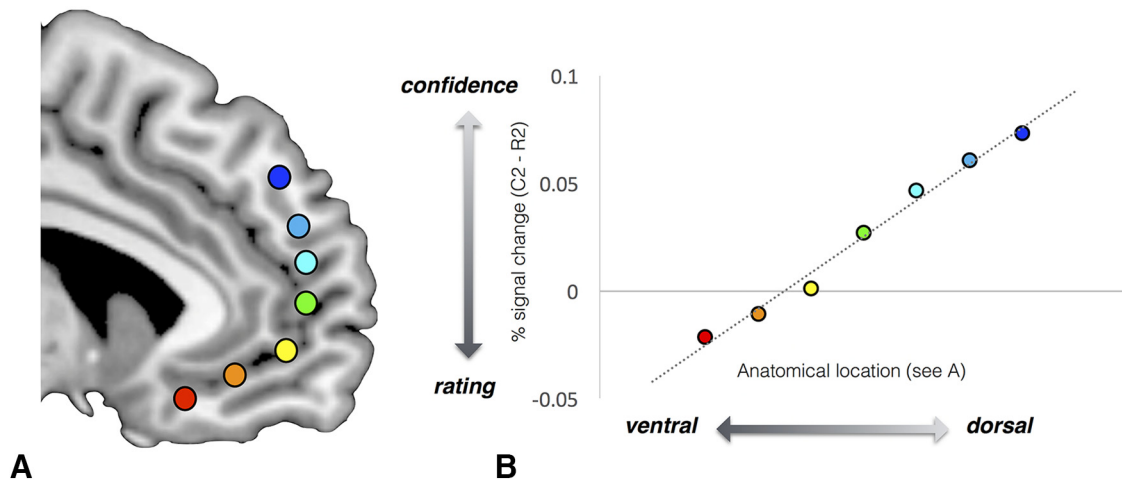 confidence
rating
% signal change (C2 - R2)
0.1
0.05
0
-0.05
Anatomical location (see A)
ventral
dorsal
A
B